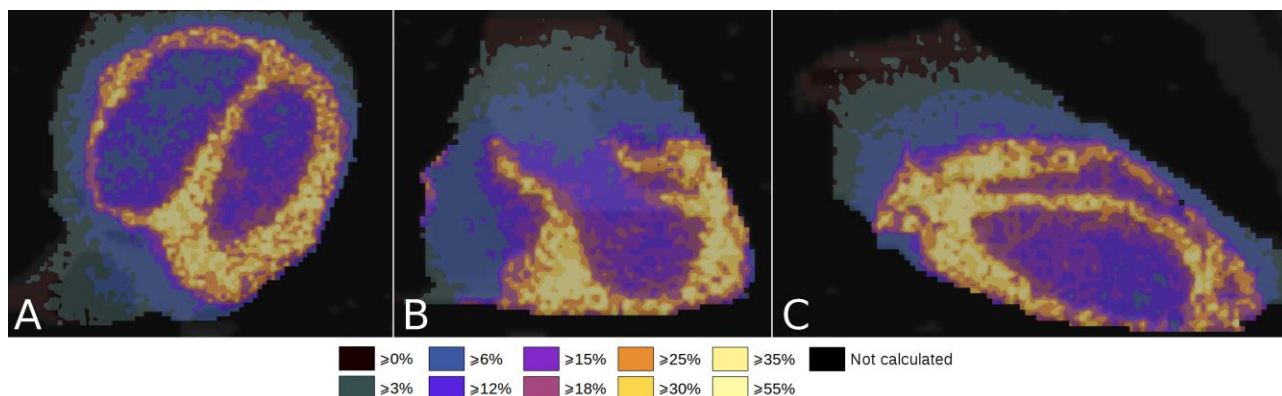 A B C
⩾0% ⩾6% ⩾15% ⩾25% ⩾35% Not calculated
⩾3% ⩾12% ⩾18% ⩾30% ⩾55%